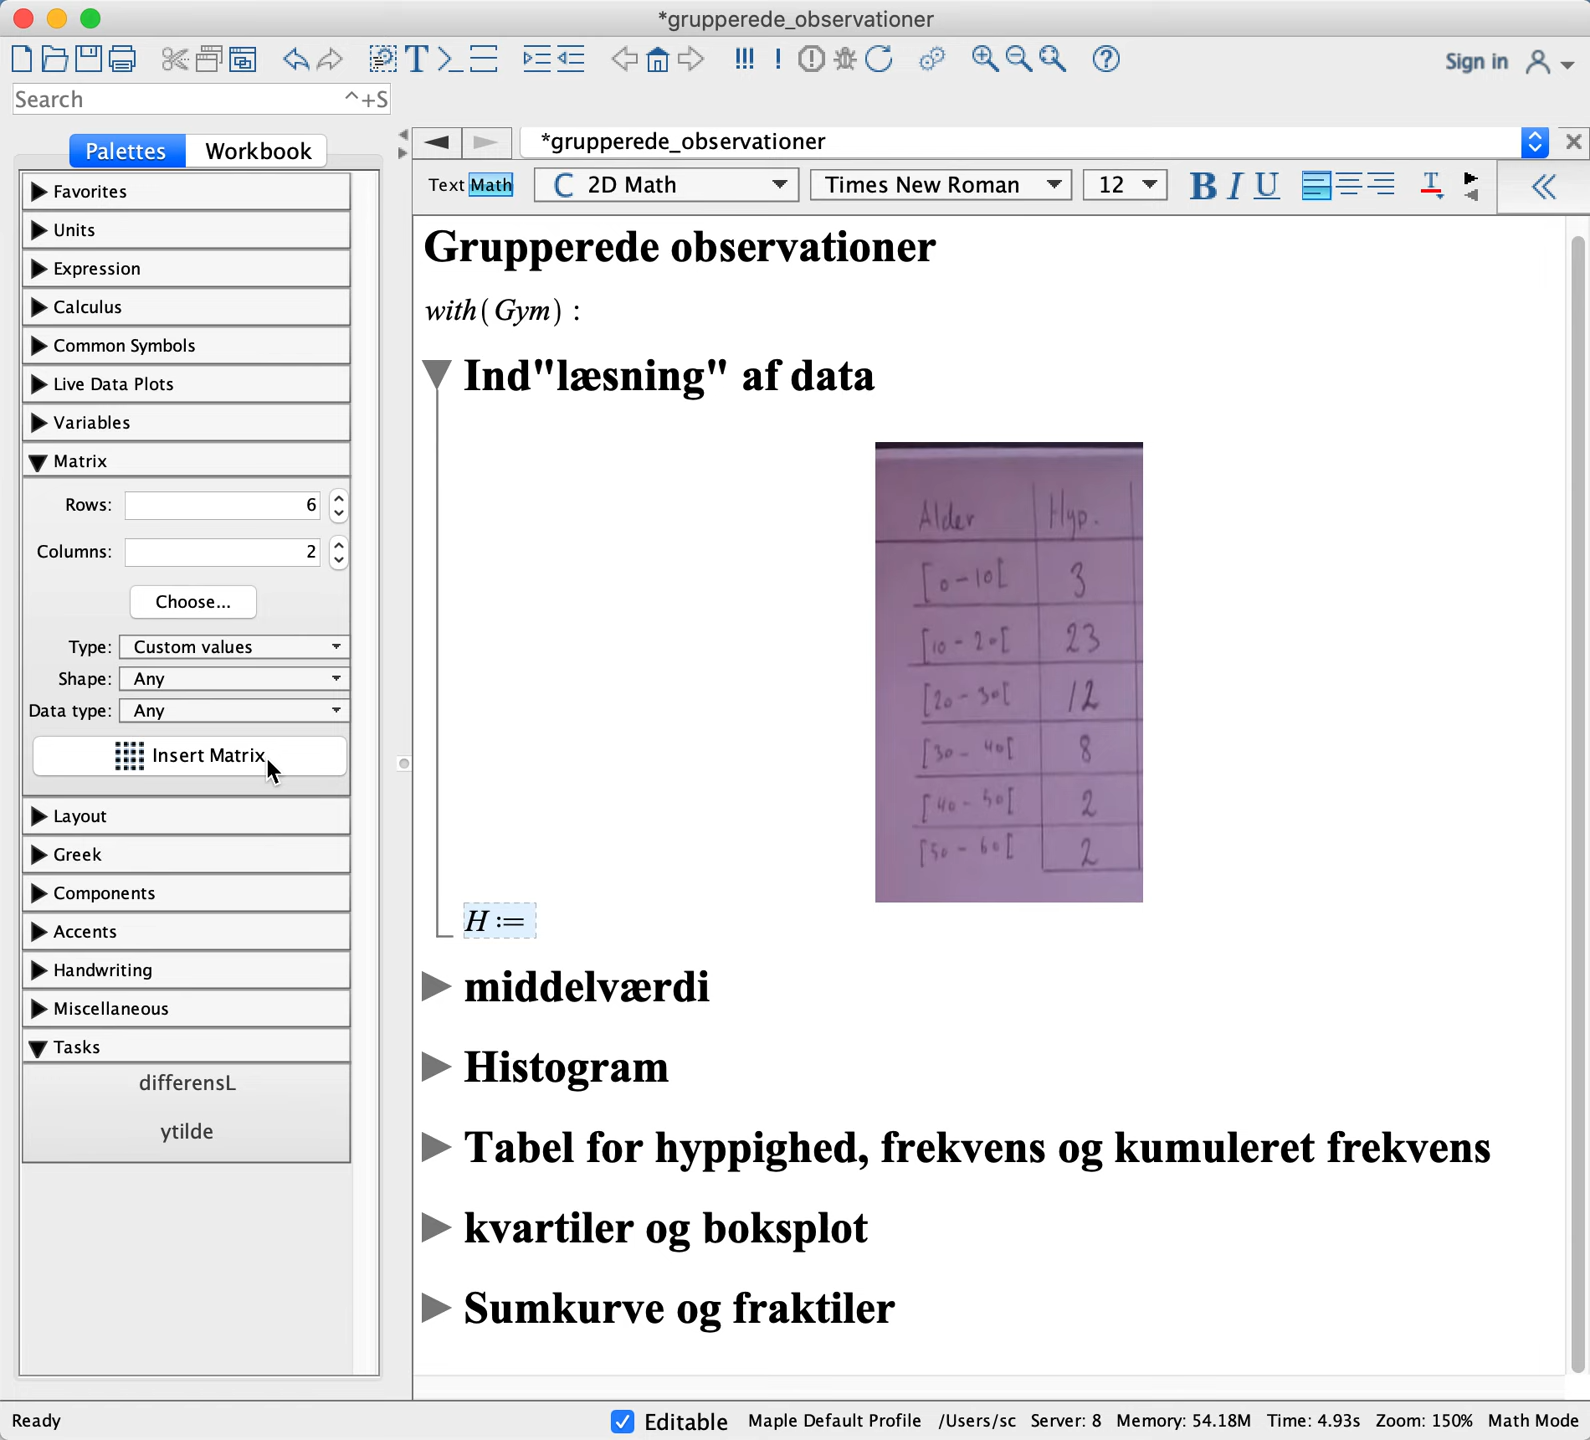 *grupperede_observationer
Sign in
Search ^+S
Palettes Workbook
*grupperede_observationer
Text Math C 2D Math Times New Roman 12 B I U
Favorites
Units
Expression
Calculus
Common Symbols
Live Data Plots
Variables
Matrix
Rows: 6
Columns: 2
Choose...
Type: Custom values
Shape: Any
Data type: Any
Insert Matrix
Layout
Greek
Components
Accents
Handwriting
Miscellaneous
Tasks
differensL
ytilde
Grupperede observationer
with(Gym) :
Ind"læsning" af data
Alder Hyp.
[0-10[ 3
[10-20[ 23
[20-30[ 12
[30-40[ 8
[40-50[ 2
[50-60[ 2
H :=
middelværdi
Histogram
Tabel for hyppighed, frekvens og kumuleret frekvens
kvartiler og boksplot
Sumkurve og fraktiler
Ready Editable Maple Default Profile /Users/sc Server: 8 Memory: 54.18M Time: 4.93s Zoom: 150% Math Mode